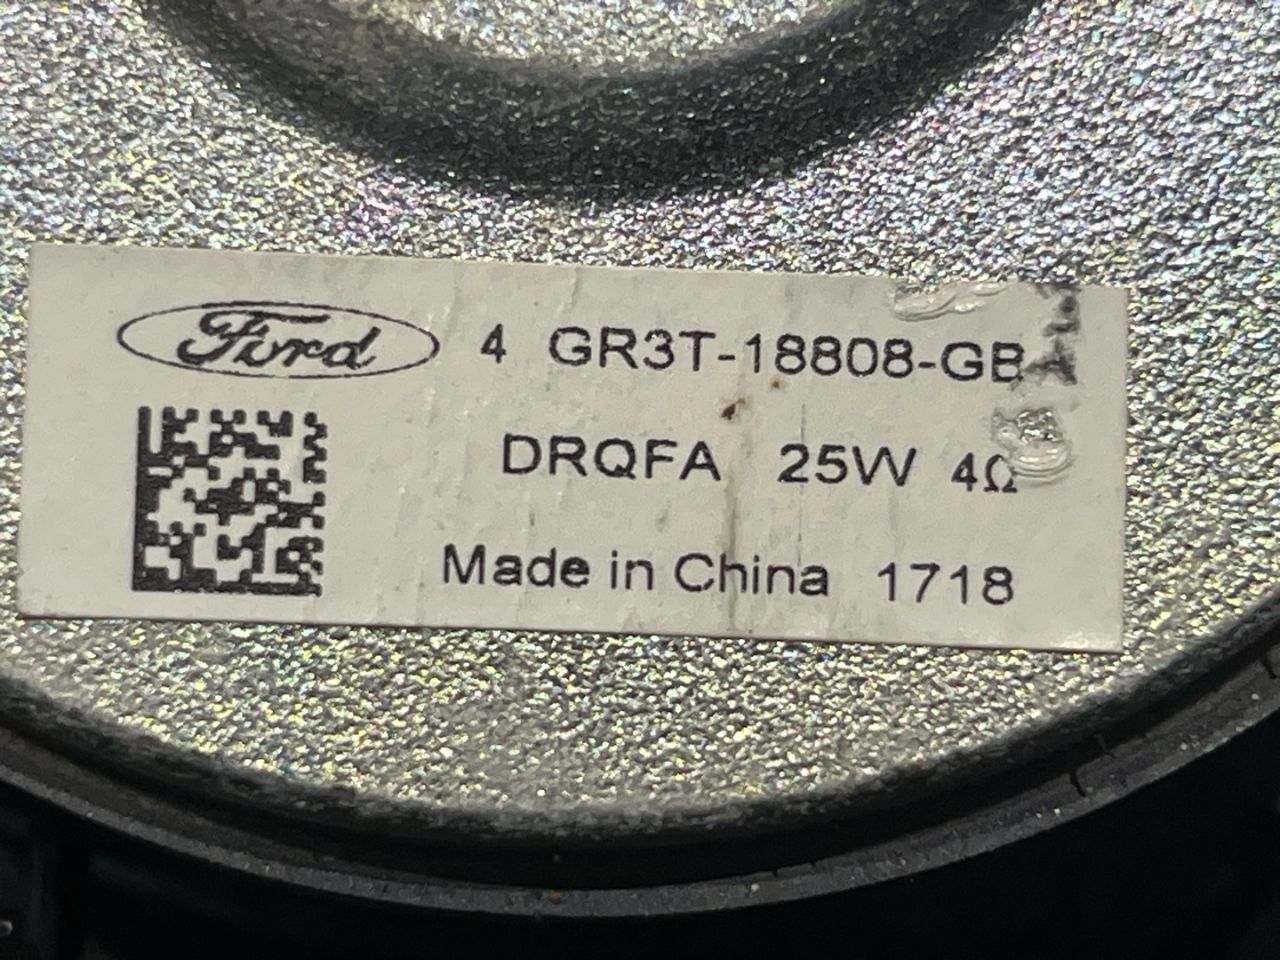 Ford 4 GR3T-18808-GB
DRQFA 25W 4Ω
Made in China 1718